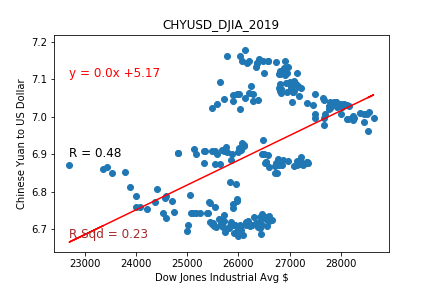 CHYUSD_DJIA_2019
7.2
y = 0.0x +5.17
7.1
7.0
R = 0.48
6.9
6.8
R Sqd = 0.23
6.7
Chinese Yuan to US Dollar
23000 24000 25000 26000 27000 28000
Dow Jones Industrial Avg $